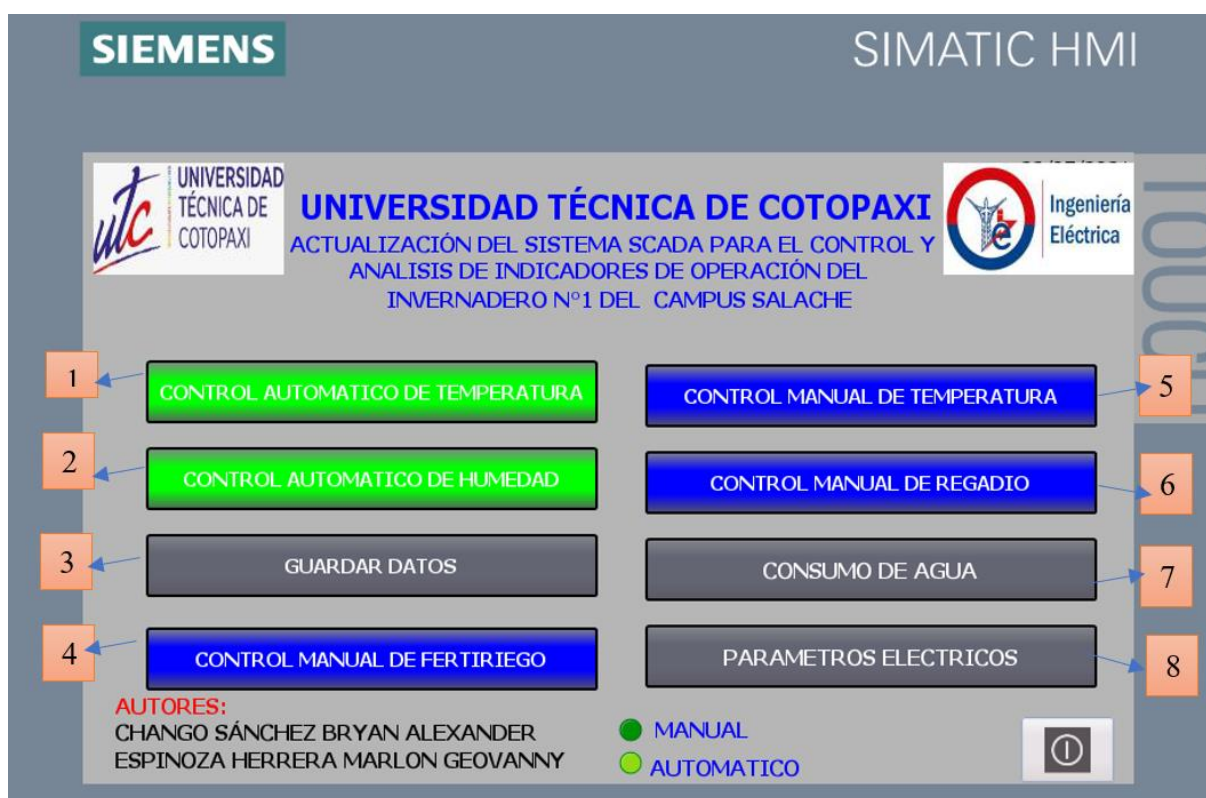 SIEMENS
SIMATIC HMI
UNIVERSIDAD
TÉCNICA DE
COTOPAXI
utc
UNIVERSIDAD TÉCNICA DE COTOPAXI
ACTUALIZACIÓN DEL SISTEMA SCADA PARA EL CONTROL Y
ANALISIS DE INDICADORES DE OPERACIÓN DEL
INVERNADERO Nº1 DEL CAMPUS SALACHE
Ingeniería
Eléctrica
TOUCH
1
CONTROL AUTOMATICO DE TEMPERATURA
CONTROL MANUAL DE TEMPERATURA
5
2
CONTROL AUTOMATICO DE HUMEDAD
CONTROL MANUAL DE REGADIO
6
3
GUARDAR DATOS
CONSUMO DE AGUA
7
4
CONTROL MANUAL DE FERTIRIEGO
PARAMETROS ELECTRICOS
8
AUTORES:
CHANGO SÁNCHEZ BRYAN ALEXANDER
ESPINOZA HERRERA MARLON GEOVANNY
MANUAL
AUTOMATICO